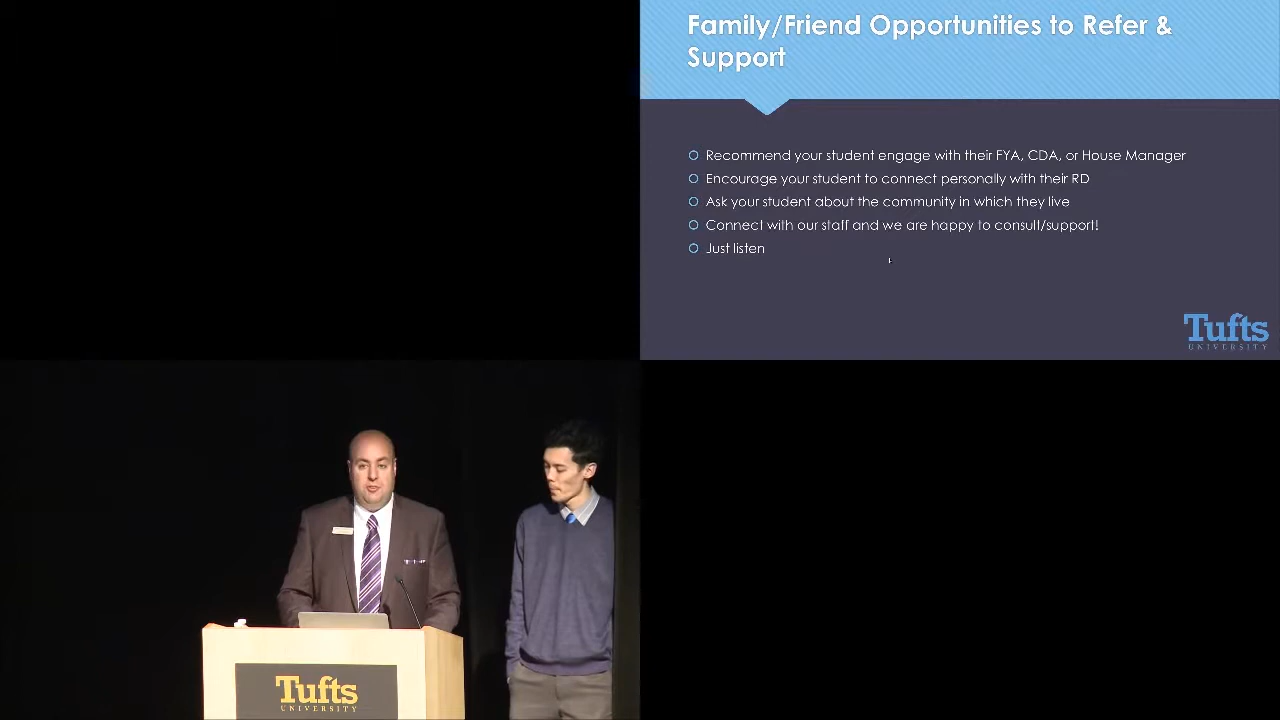 Family/Friend Opportunities to Refer &
Support
Recommend your student engage with their FYA, CDA, or House Manager
Encourage your student to connect personally with their RD
Ask your student about the community in which they live
Connect with our staff and we are happy to consult/support!
Just listen
Tufts
UNIVERSITY
Tufts
UNIVERSITY